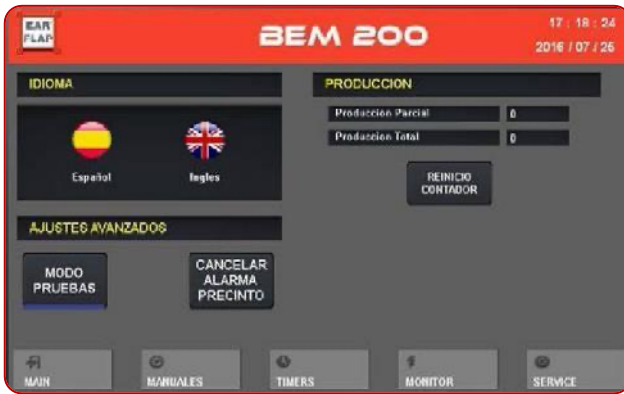 EAR
FLAP
BEM 200
17 : 18 : 24
2016 / 07 / 26
IDIOMA
Español
Ingles
AJUSTES AVANZADOS
MODO
PRUEBAS
CANCELAR
ALARMA
PRECINTO
PRODUCCION
Produccion Parcial 0
Produccion Total 0
REINICIO
CONTADOR
MAIN
MANUALES
TIMERS
MONITOR
SERVICE